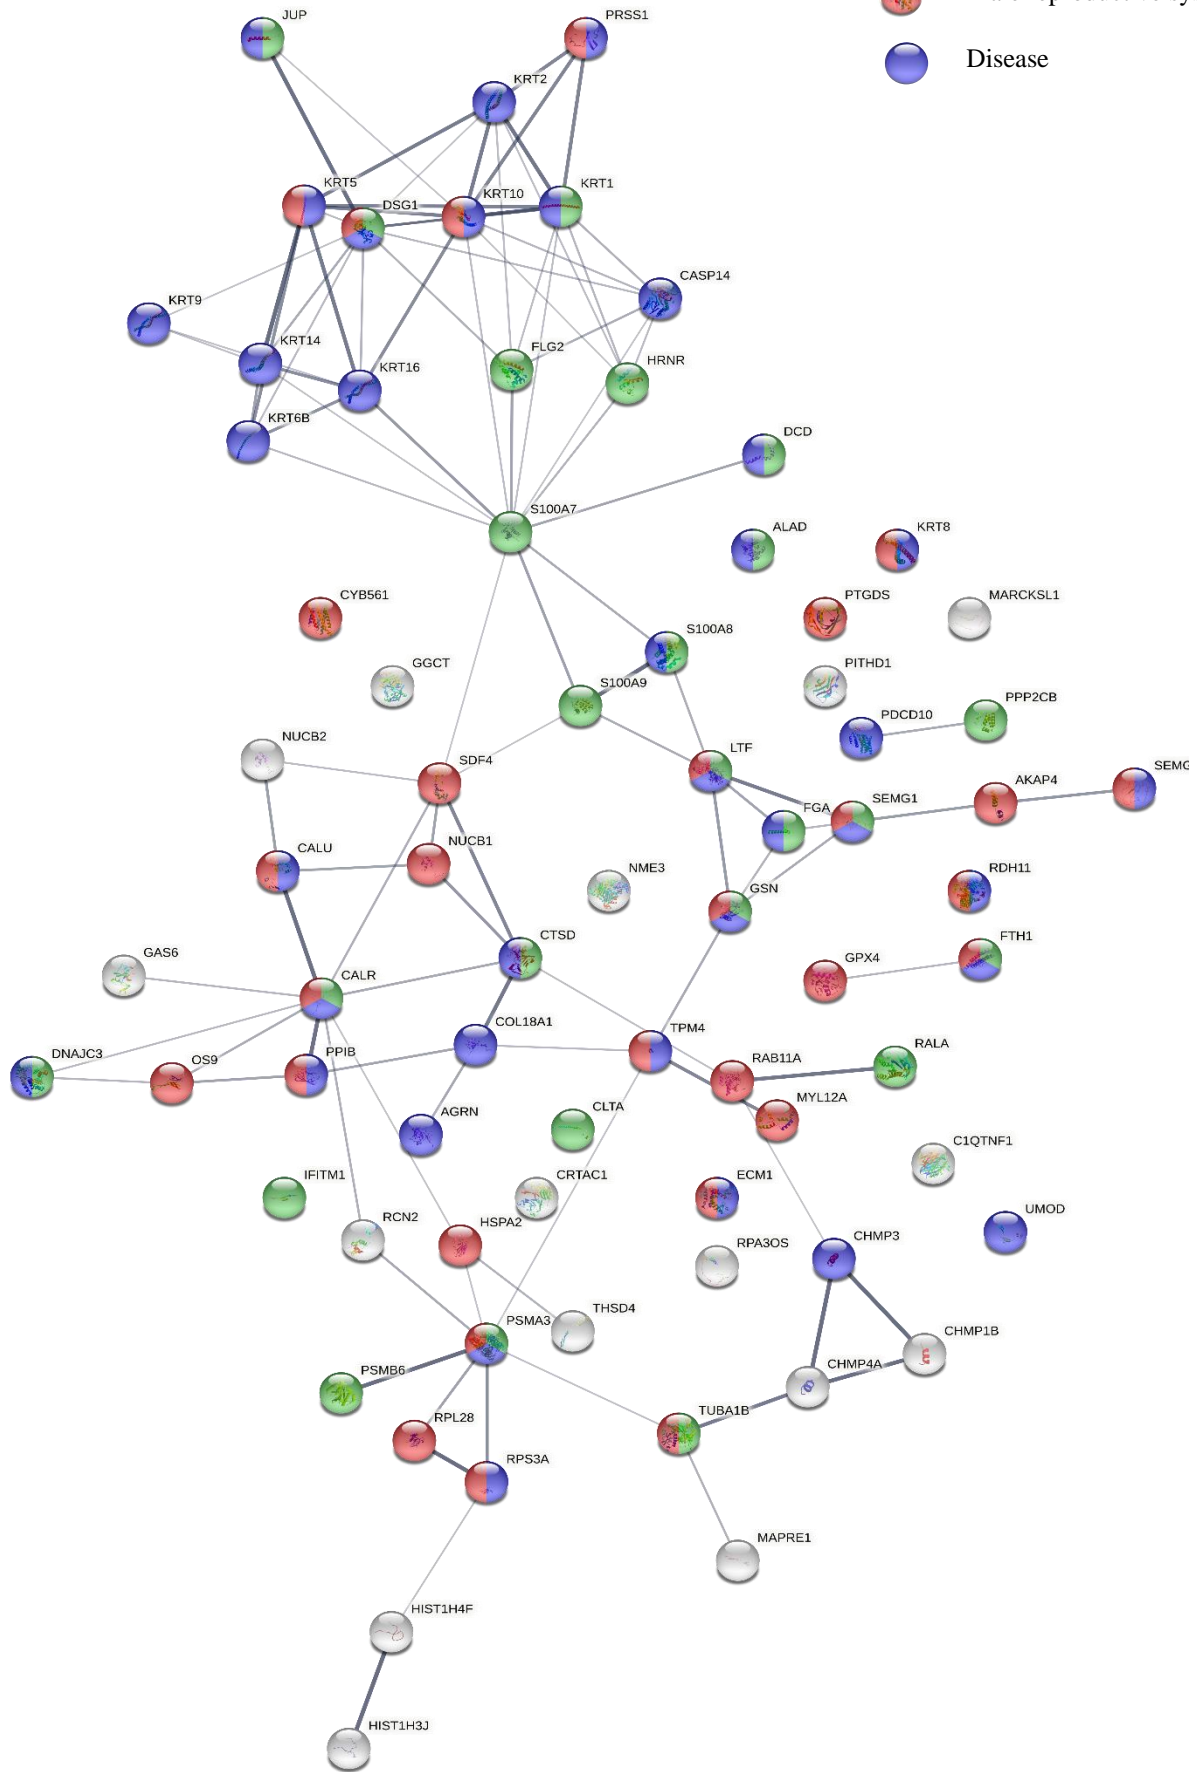 JUP
PRSS1
Disease
KRT2
KRT5
KRT10
KRT1
DSG1
CASP14
KRT9
KRT14
FLG2
HRNR
KRT16
KRT6B
DCD
S100A7
ALAD
KRT8
CYB561
PTGDS
MARCKSL1
S100A8
GGCT
PITHD1
S100A9
PPP2CB
PDCD10
NUCB2
SDF4
LTF
SEMG
AKAP4
FGA
SEMG1
NUCB1
CALU
NME3
RDH11
GSN
FTH1
GAS6
CTSD
GPX4
CALR
COL18A1
TPM4
DNAJC3
OS9
PPIB
RAB11A
RALA
MYL12A
AGRN
CLTA
C1QTNF1
IFITM1
CRTAC1
ECM1
UMOD
RCN2
HSPA2
RPA3OS
CHMP3
THSD4
PSMA3
CHMP1B
PSMB6
CHMP4A
TUBA1B
RPL28
RPS3A
MAPRE1
HIST1H4F
HIST1H3J